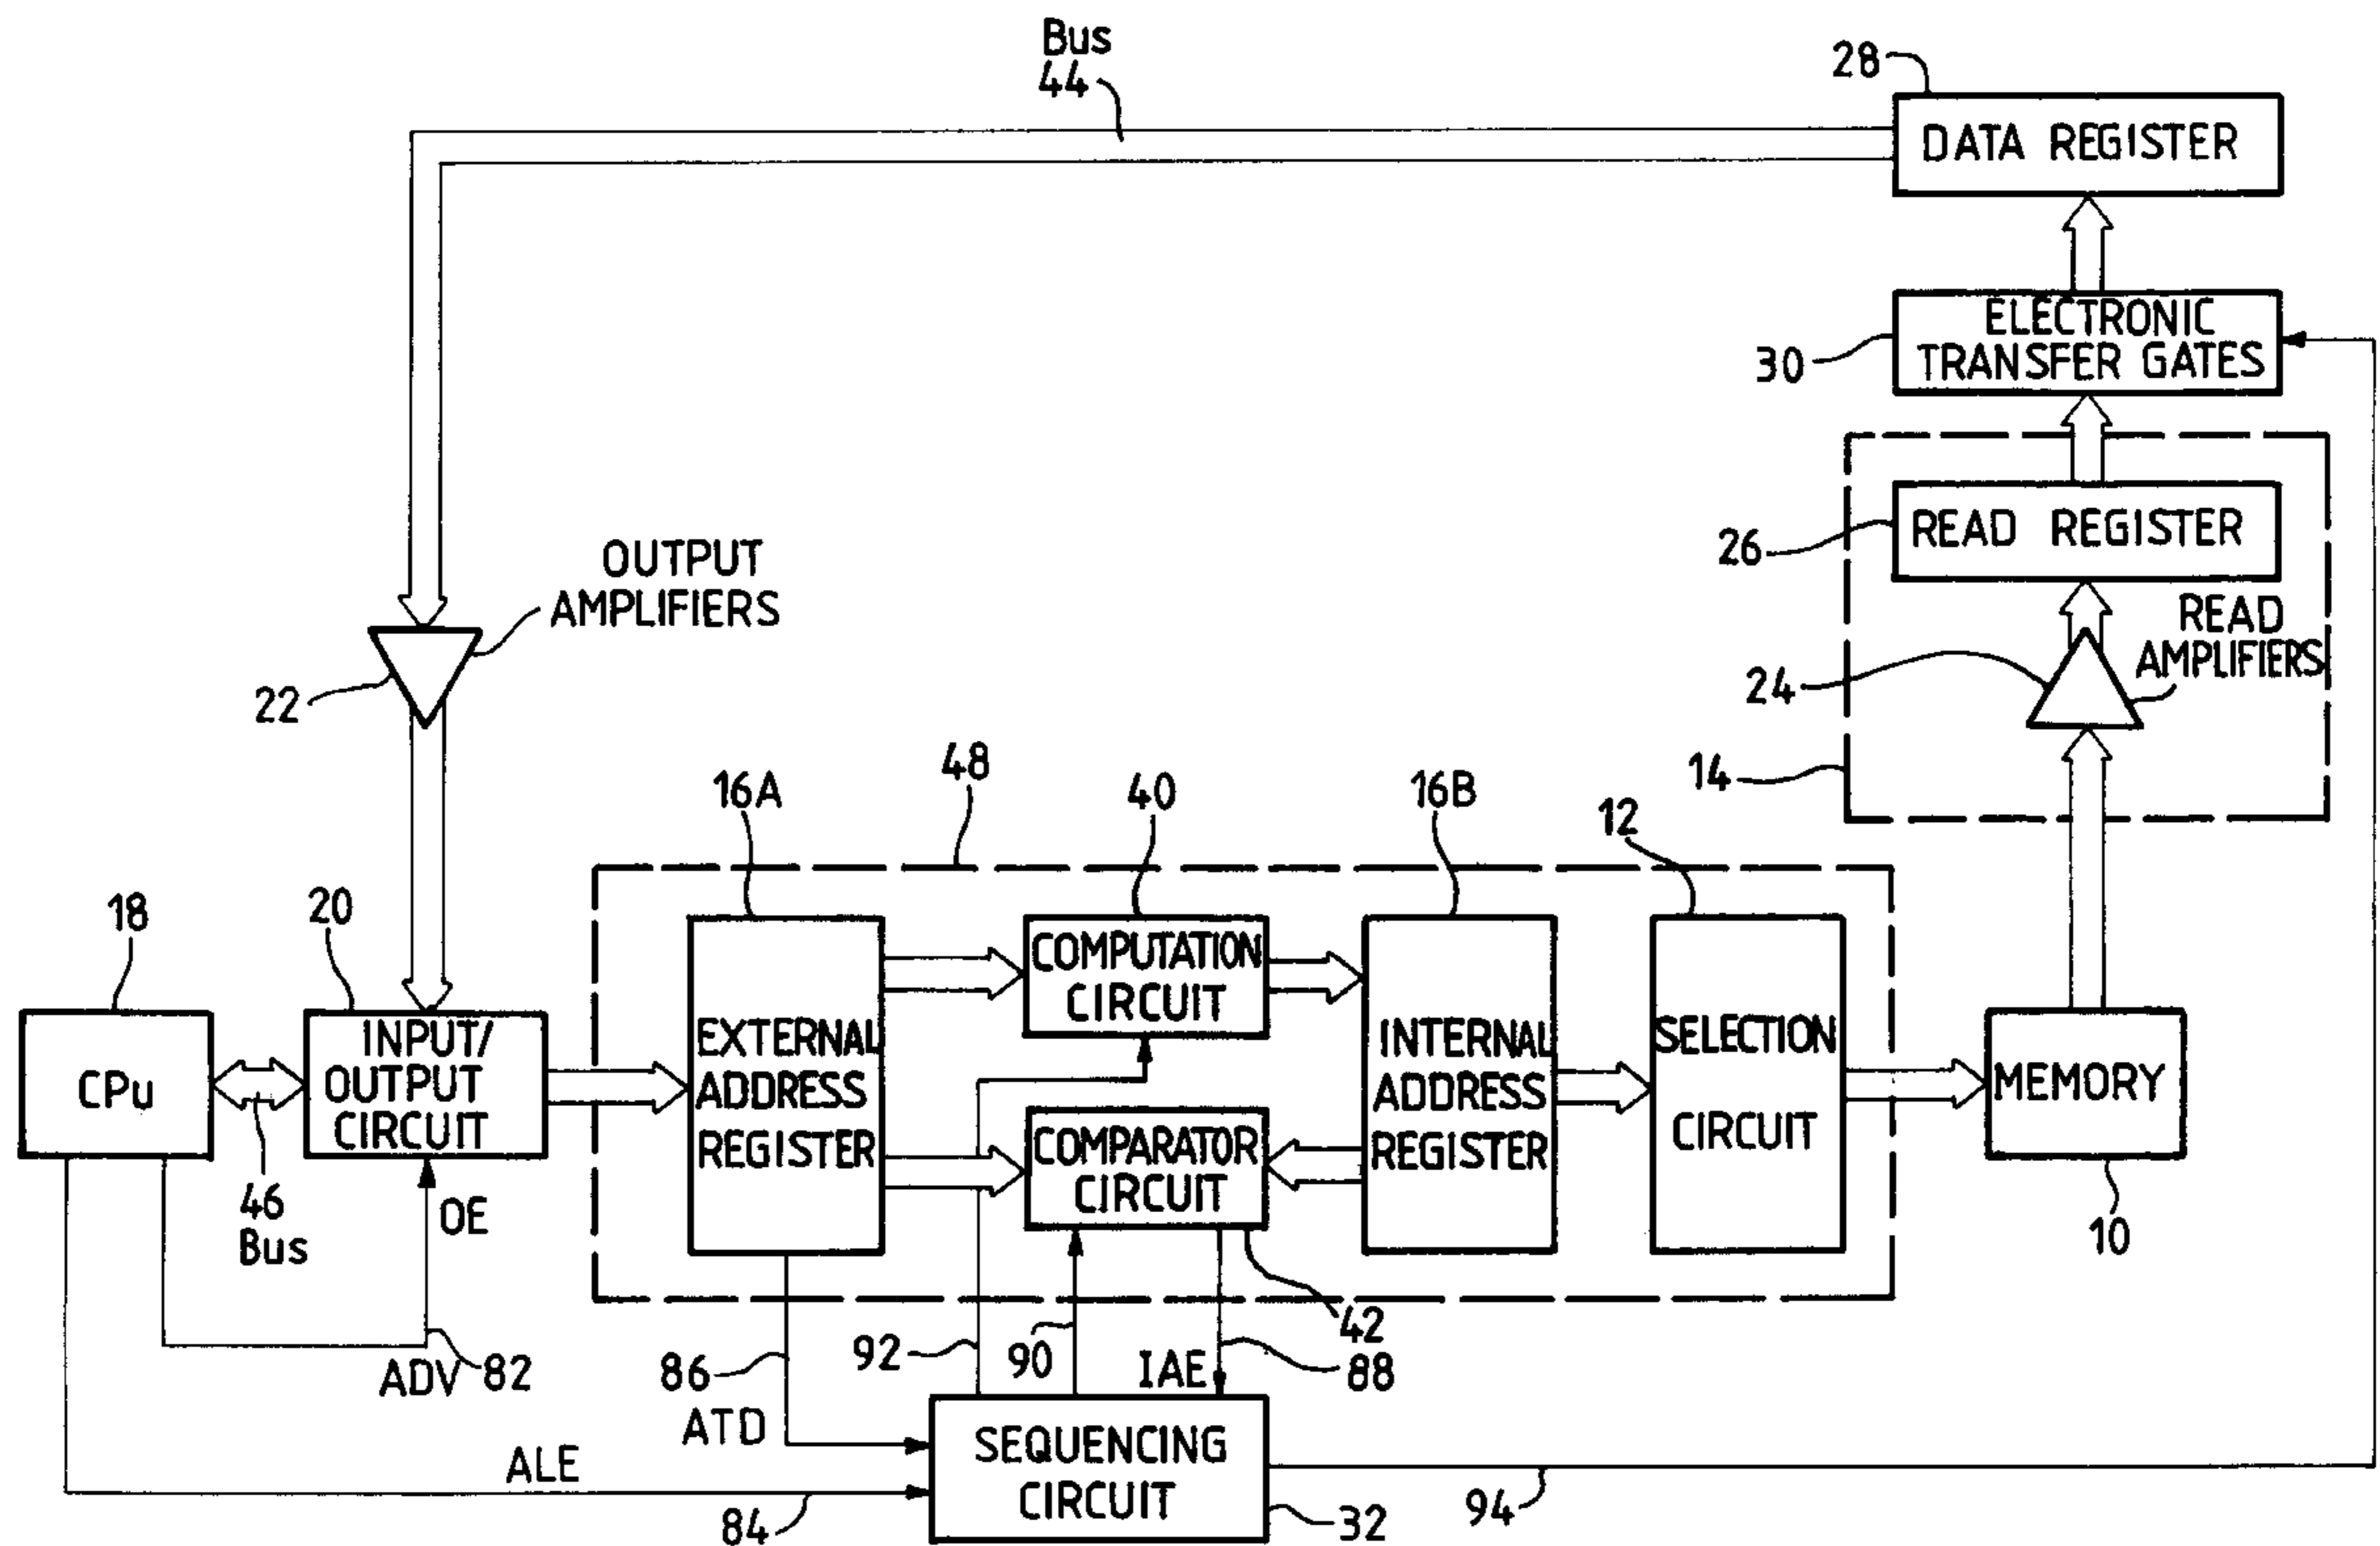 Bus
44
28
DATA REGISTER
ELECTRONIC
TRANSFER GATES
30
READ REGISTER
26
OUTPUT
AMPLIFIERS
READ
AMPLIFIERS
24
22
14
48
16A
40
16B
12
18
20
COMPUTATION
CIRCUIT
INPUT/
OUTPUT
CIRCUIT
CPu
EXTERNAL
ADDRESS
REGISTER
INTERNAL
ADDRESS
REGISTER
SELECTION
CIRCUIT
MEMORY
COMPARATOR
CIRCUIT
46
Bus
OE
10
42
92
90
86
IAE
88
ADV
82
ATD
SEQUENCING
CIRCUIT
ALE
84
32
94